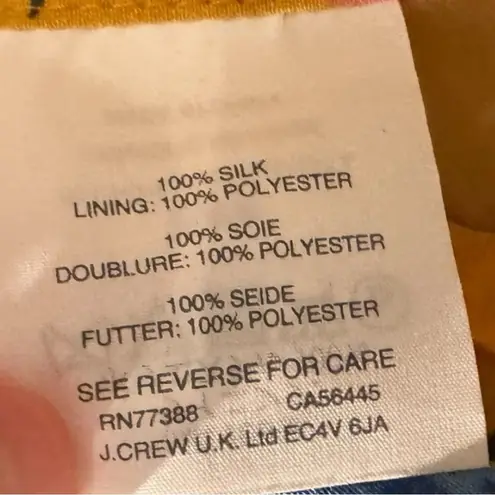 100% SILK
LINING: 100% POLYESTER
100% SOIE
DOUBLURE: 100% POLYESTER
100% SEIDE
FUTTER: 100% POLYESTER
SEE REVERSE FOR CARE
RN77388 CA56445
J.CREW U.K. Ltd EC4V 6JA